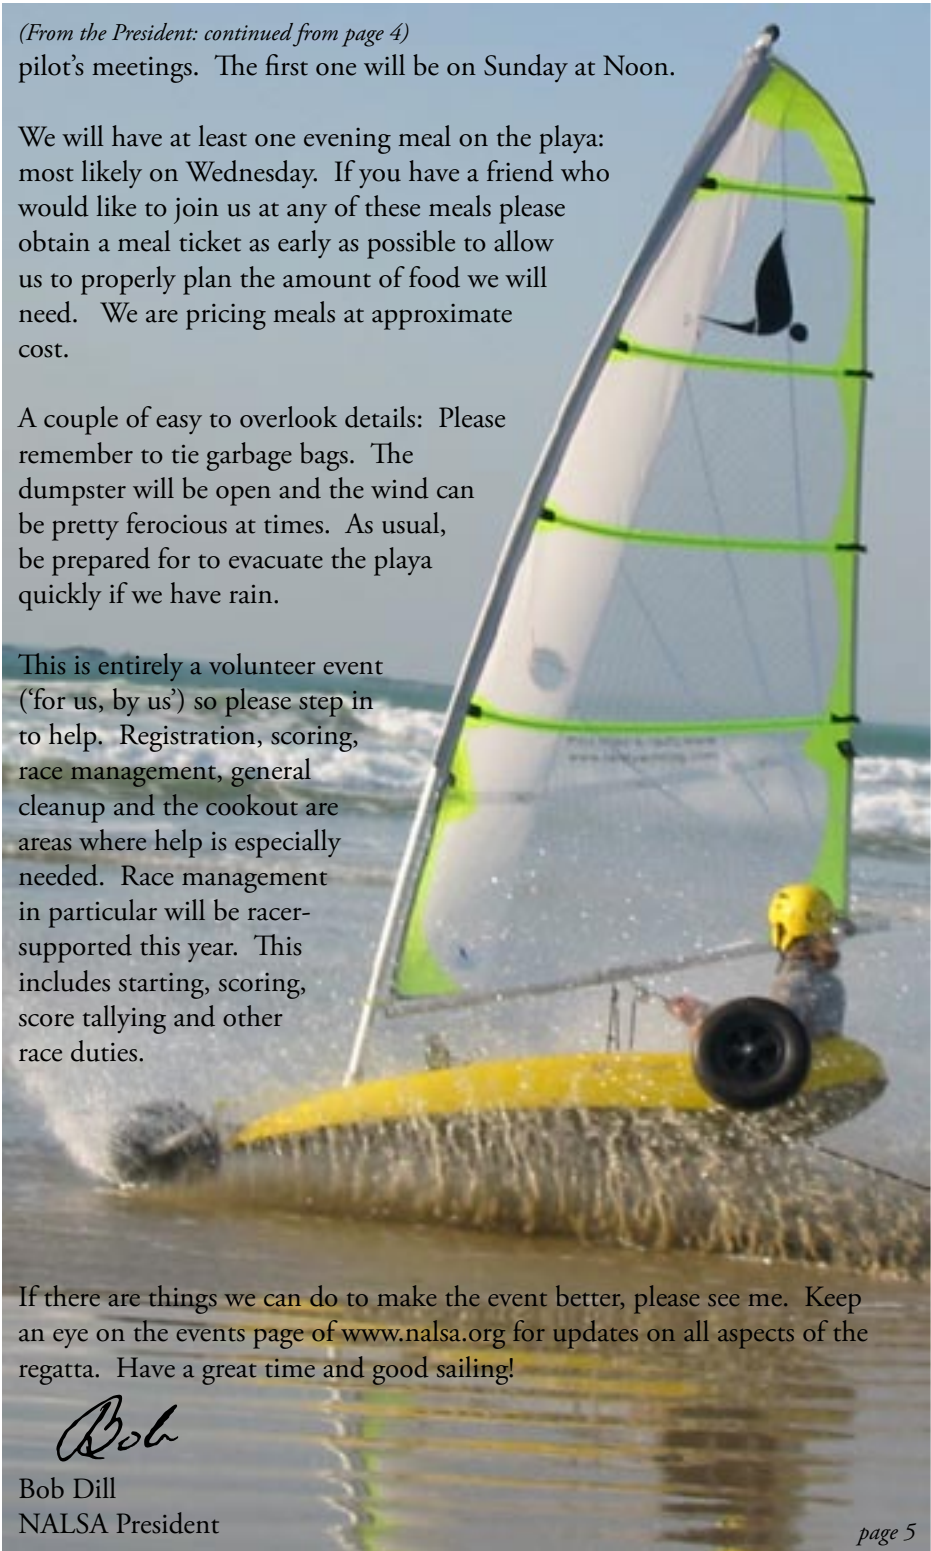 (From the President: continued from page 4)
pilot's meetings.  The first one will be on Sunday at Noon.
We will have at least one evening meal on the playa:
most likely on Wednesday.  If you have a friend who
would like to join us at any of these meals please
obtain a meal ticket as early as possible to allow
us to properly plan the amount of food we will
need.   We are pricing meals at approximate
cost.
A couple of easy to overlook details:  Please
remember to tie garbage bags.  The
dumpster will be open and the wind can
be pretty ferocious at times.  As usual,
be prepared for to evacuate the playa
quickly if we have rain.
This is entirely a volunteer event
('for us, by us') so please step in
to help.  Registration, scoring,
race management, general
cleanup and the cookout are
areas where help is especially
needed.  Race management
in particular will be racer-
supported this year.  This
includes starting, scoring,
score tallying and other
race duties.
If there are things we can do to make the event better, please see me.  Keep
an eye on the events page of www.nalsa.org for updates on all aspects of the
regatta.  Have a great time and good sailing!
Bob
Bob Dill
NALSA President
page 5